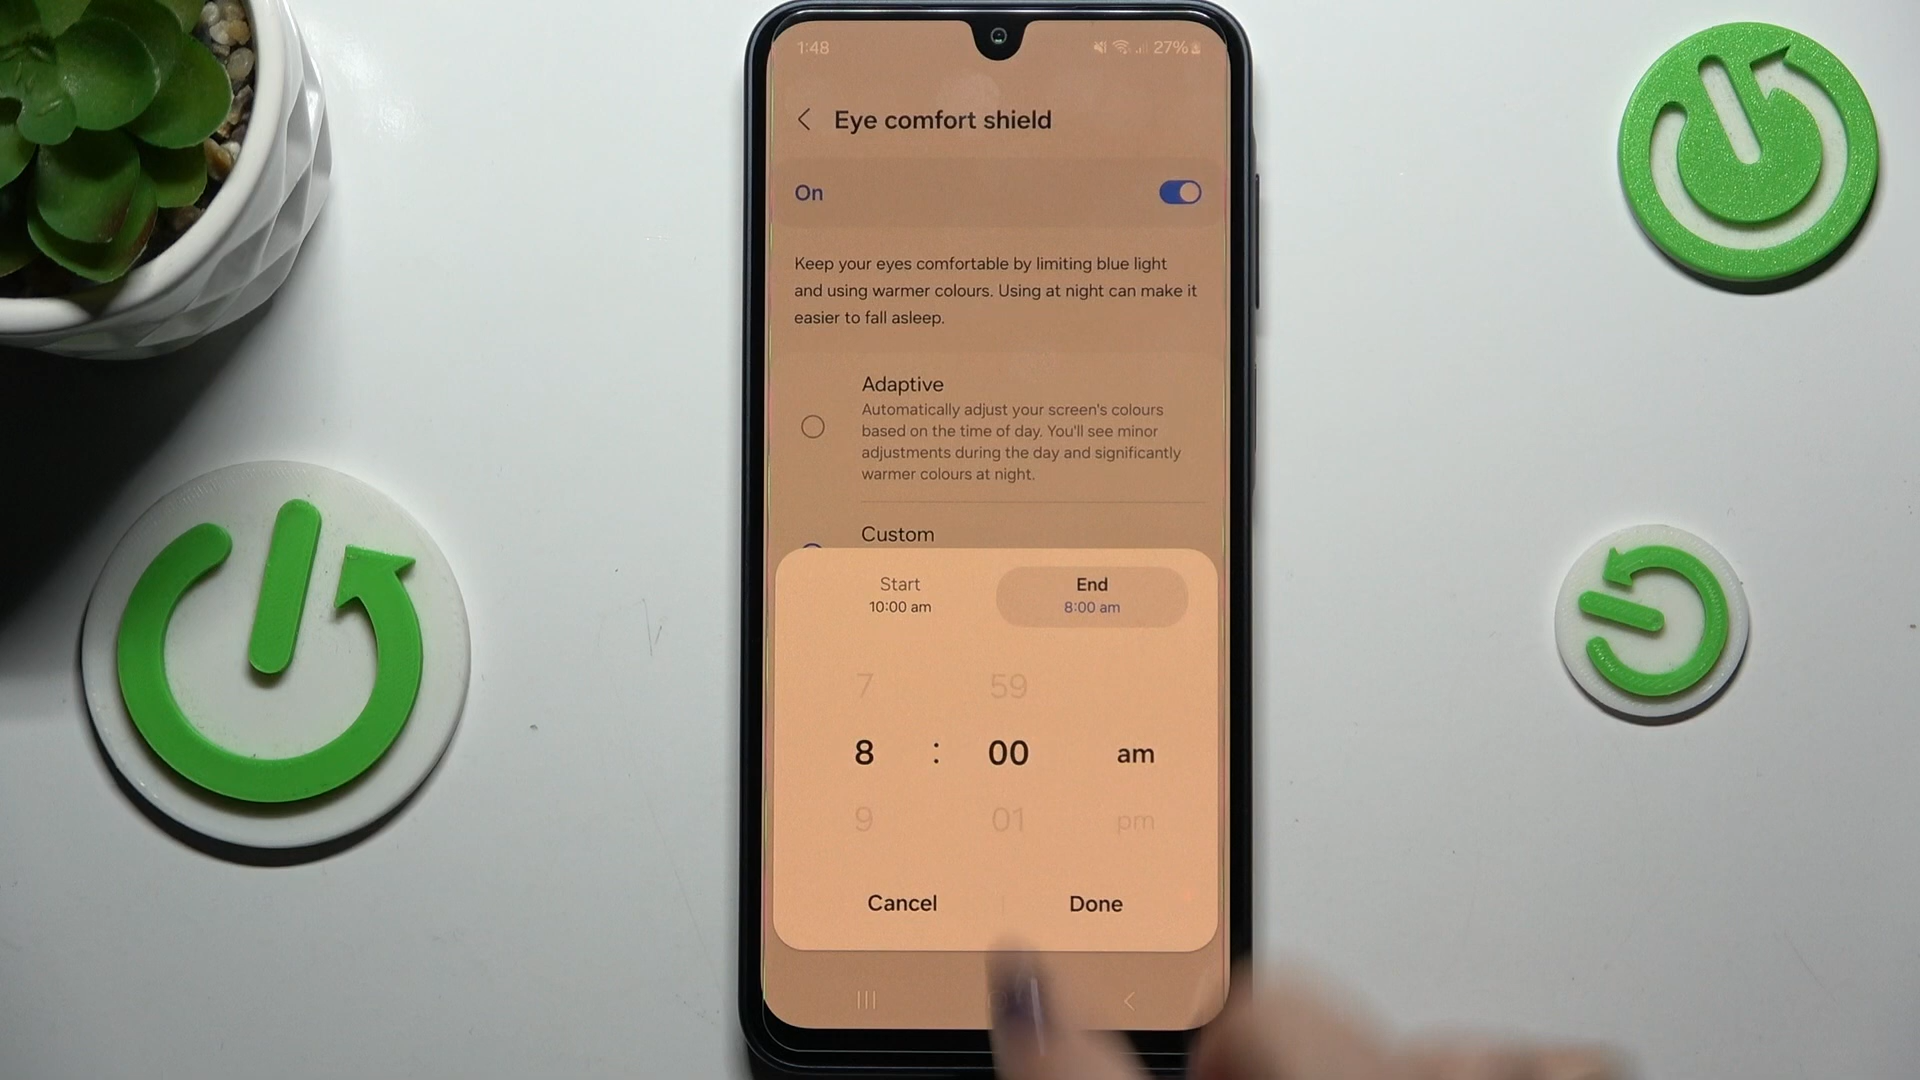 1:48
27%
Eye comfort shield
On
Keep your eyes comfortable by limiting blue light
and using warmer colours. Using at night can make it
easier to fall asleep.
Adaptive
Automatically adjust your screen's colours
based on the time of day. You'll see minor
adjustments during the day and significantly
warmer colours at night.
Custom
Start
10:00 am
End
8:00 am
7 59
8 : 00 am
9 01 pm
Cancel
Done